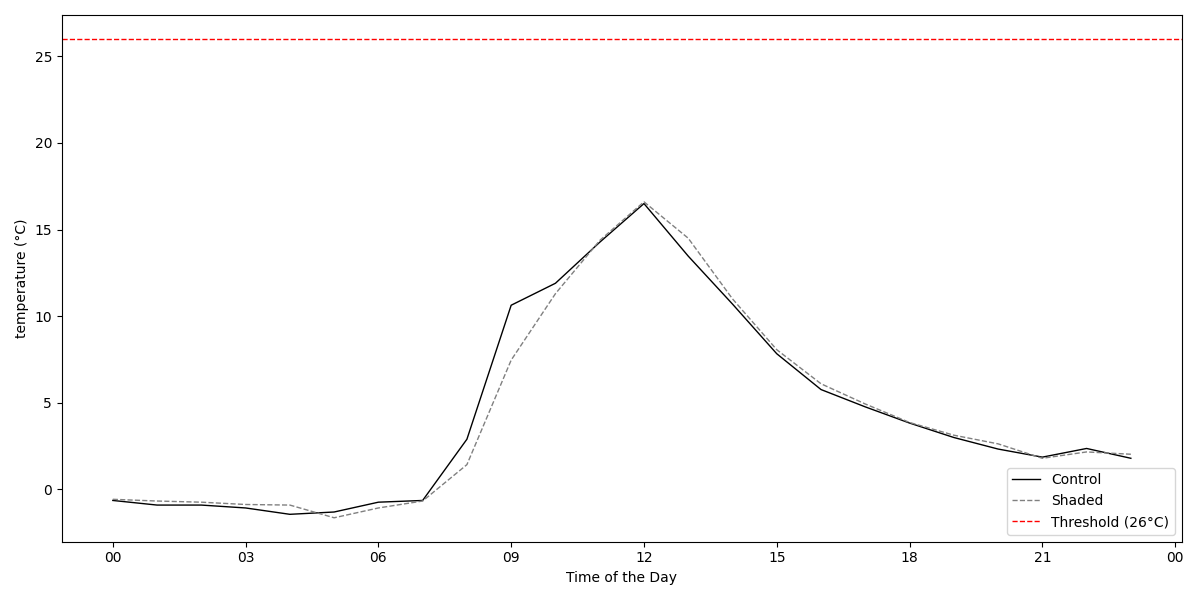 25
20
15
10
5
0
temperature (°C)
00 03 06 09 12 15 18 21 00
Time of the Day
Control
Shaded
Threshold (26°C)